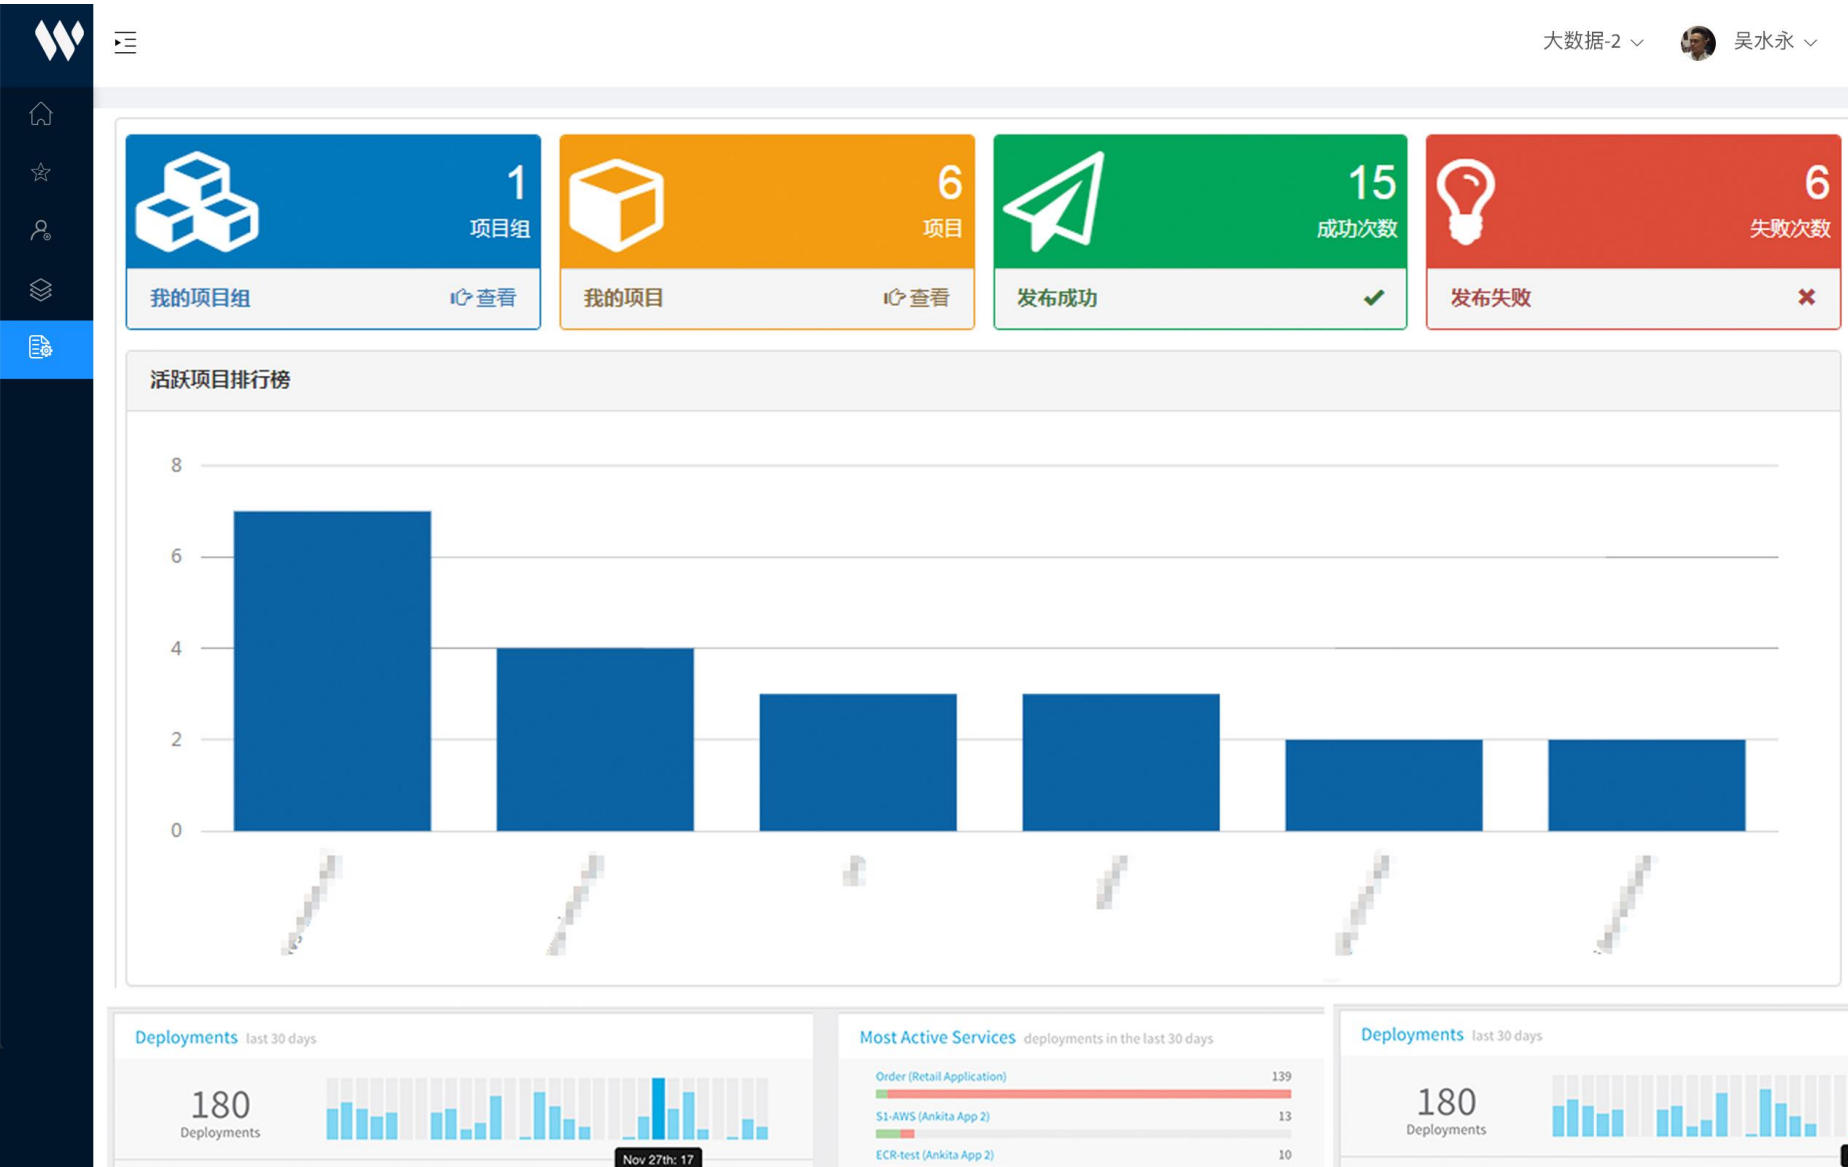 大数据-2
吴水永
1
项目组
我的项目组
查看
6
项目
我的项目
查看
15
成功次数
发布成功
6
失败次数
发布失败
活跃项目排行榜
8
6
4
2
0
Deployments last 30 days
180
Deployments
Nov 27th: 17
Most Active Services deployments in the last 30 days
Order (Retail Application) 139
S1-AWS (Ankita App 2) 13
ECR-test (Ankita App 2) 10
Deployments last 30 days
180
Deployments